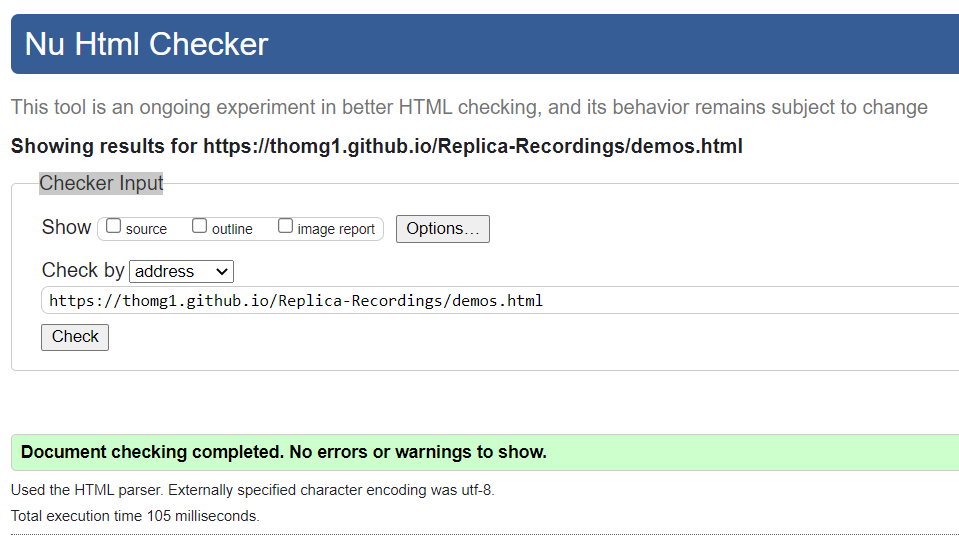 Nu Html Checker
This tool is an ongoing experiment in better HTML checking, and its behavior remains subject to change
Showing results for https://thomg1.github.io/Replica-Recordings/demos.html
Checker Input
Show source outline image report Options...
Check by address
https://thomg1.github.io/Replica-Recordings/demos.html
Check
Document checking completed. No errors or warnings to show.
Used the HTML parser. Externally specified character encoding was utf-8.
Total execution time 105 milliseconds.